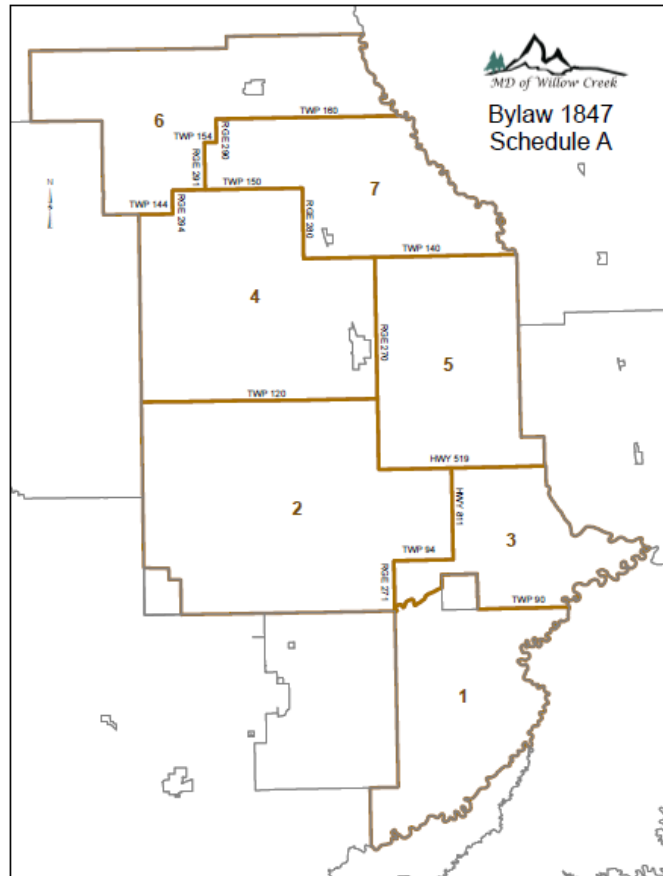 MD of Willow Creek
Bylaw 1847
Schedule A
N
6
TWP 160
TWP 154
RGE 290
RGE 291
TWP 150
7
TWP 144
RGE 294
RGE 280
TWP 140
4
RGE 270
5
TWP 120
HWY 519
2
HWY 811
3
TWP 94
RGE 271
TWP 90
1